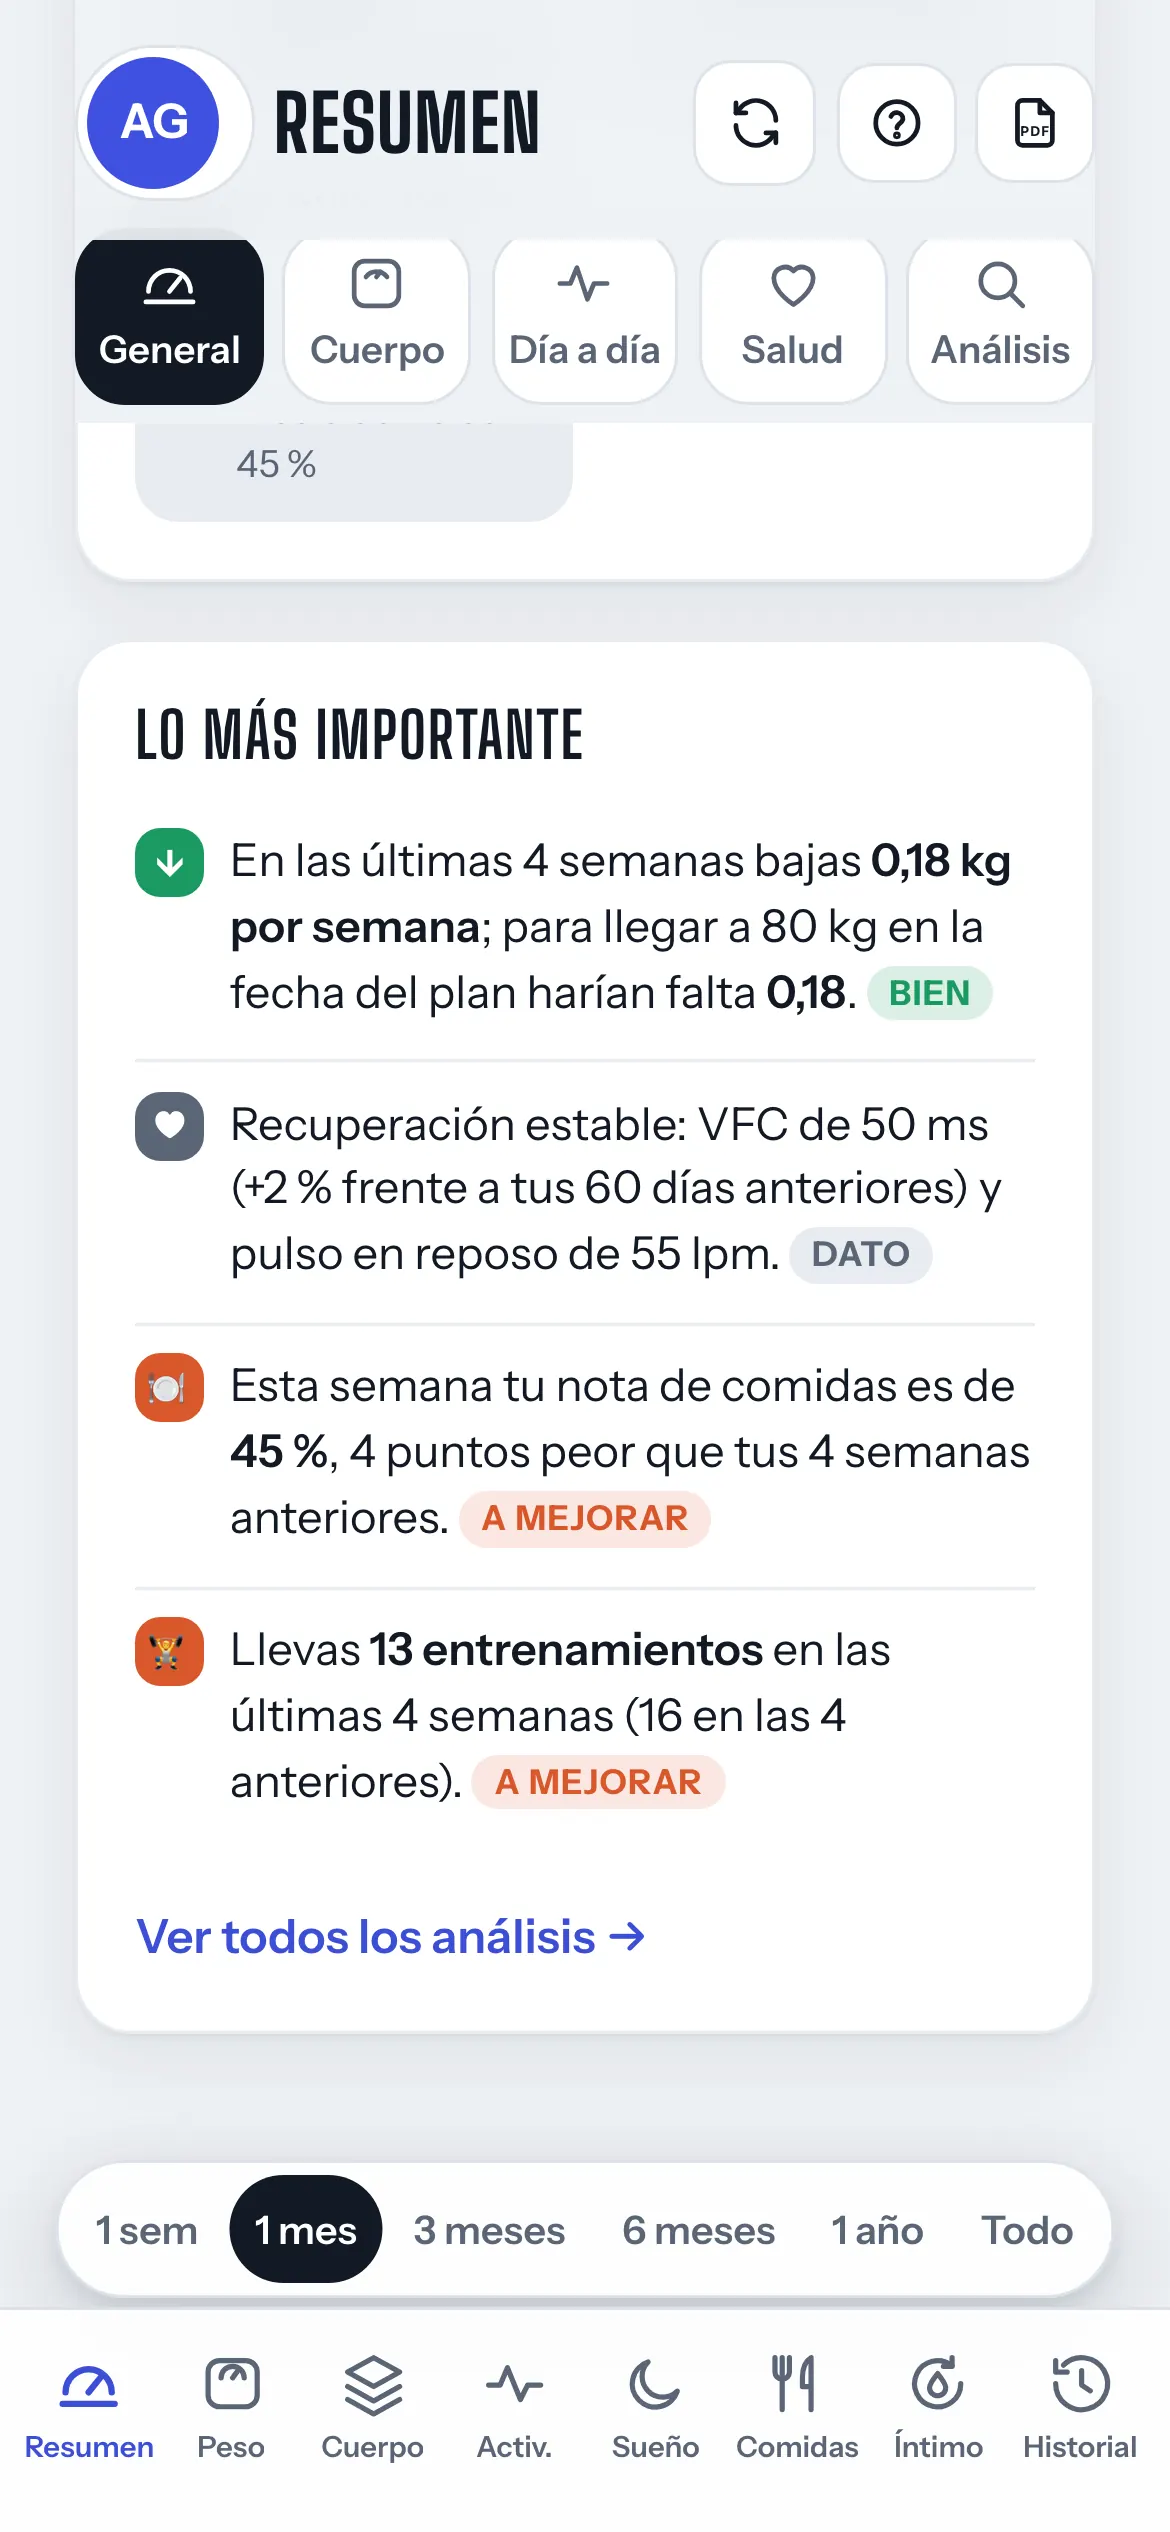 AG
RESUMEN
PDF
General
Cuerpo
Día a día
Salud
Análisis
45 %
LO MÁS IMPORTANTE
En las últimas 4 semanas bajas 0,18 kg
por semana; para llegar a 80 kg en la
fecha del plan harían falta 0,18. BIEN
Recuperación estable: VFC de 50 ms
(+2 % frente a tus 60 días anteriores) y
pulso en reposo de 55 lpm. DATO
Esta semana tu nota de comidas es de
45 %, 4 puntos peor que tus 4 semanas
anteriores. A MEJORAR
Llevas 13 entrenamientos en las
últimas 4 semanas (16 en las 4
anteriores). A MEJORAR
Ver todos los análisis →
1 sem
1 mes
3 meses
6 meses
1 año
Todo
Resumen
Peso
Cuerpo
Activ.
Sueño
Comidas
Íntimo
Historial